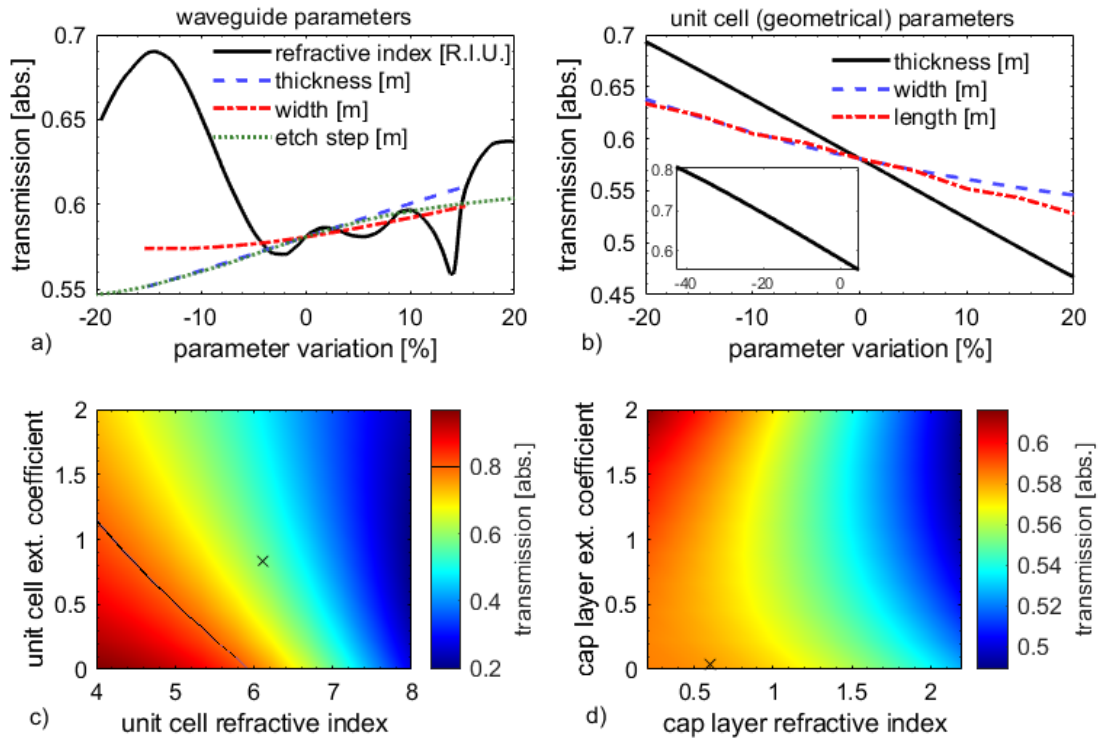 waveguide parameters
transmission [abs.]
0.7
0.65
0.6
0.55
refractive index [R.I.U.]
thickness [m]
width [m]
etch step [m]
-20 -10 0 10 20
a) parameter variation [%]
unit cell (geometrical) parameters
transmission [abs.]
0.7
0.65
0.6
0.55
0.5
0.45
thickness [m]
width [m]
length [m]
0.8
0.7
0.6
-40 -20 0
-20 -10 0 10 20
b) parameter variation [%]
unit cell ext. coefficient
2
1.5
1
0.5
0
4 5 6 7 8
c) unit cell refractive index
0.8
0.6
0.4
0.2
transmission [abs.]
cap layer ext. coefficient
2
1.5
1
0.5
0
0.5 1 1.5 2
d) cap layer refractive index
0.6
0.58
0.56
0.54
0.52
0.5
transmission [abs.]